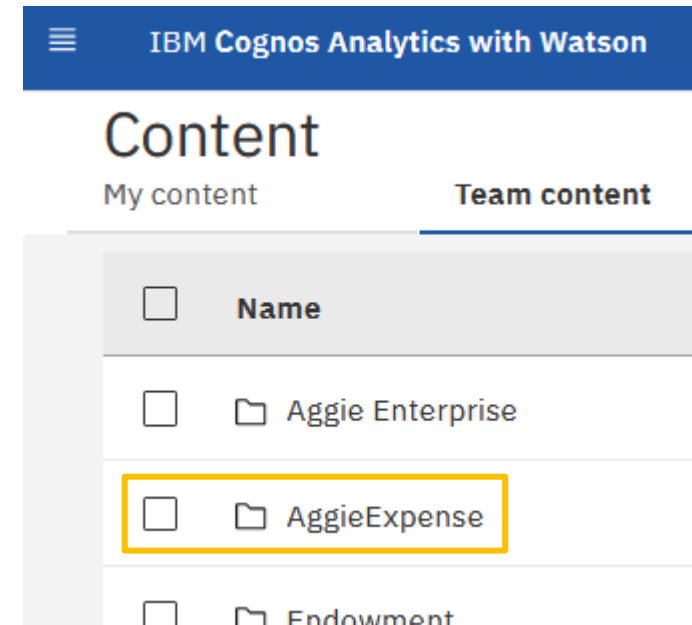 IBM Cognos Analytics with Watson
Content
My content Team content
Name
Aggie Enterprise
AggieExpense
Endowment